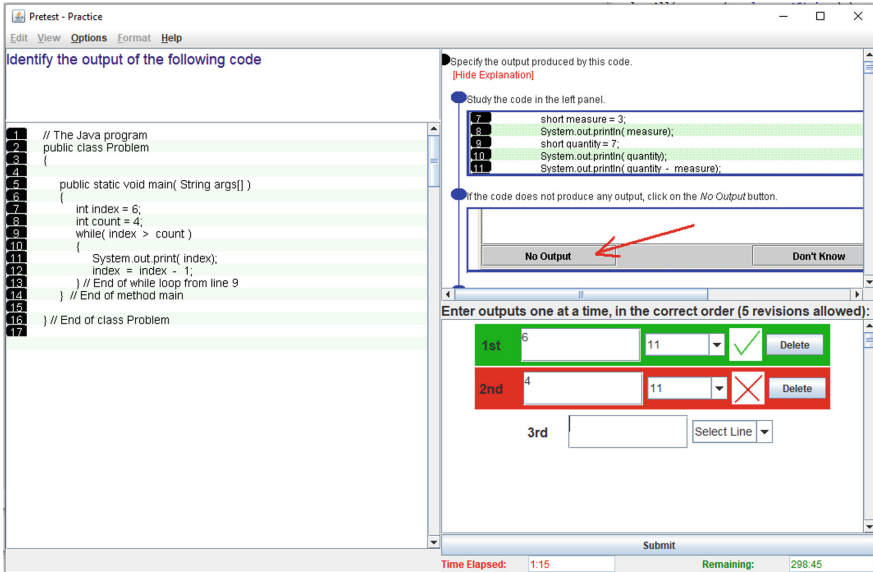 Pretest - Practice
Edit View Options Format Help
Identify the output of the following code
1 // The Java program
2 public class Problem
3 {
4
5 public static void main( String args[] )
6 {
7 int index = 6;
8 int count = 4;
9 while( index > count )
10 {
11 System.out.print( index);
12 index = index - 1;
13 } // End of while loop from line 9
14 } // End of method main
15
16 } // End of class Problem
17
Specify the output produced by this code.
[Hide Explanation]
Study the code in the left panel.
7 short measure = 3;
8 System.out.println( measure);
9 short quantity = 7;
10 System.out.println( quantity);
11 System.out.println( quantity - measure);
If the code does not produce any output, click on the No Output button.
No Output Don't Know
Enter outputs one at a time, in the correct order (5 revisions allowed):
1st 6 11 Delete
2nd 4 11 Delete
3rd Select Line
Submit
Time Elapsed: 1:15 Remaining: 298:45